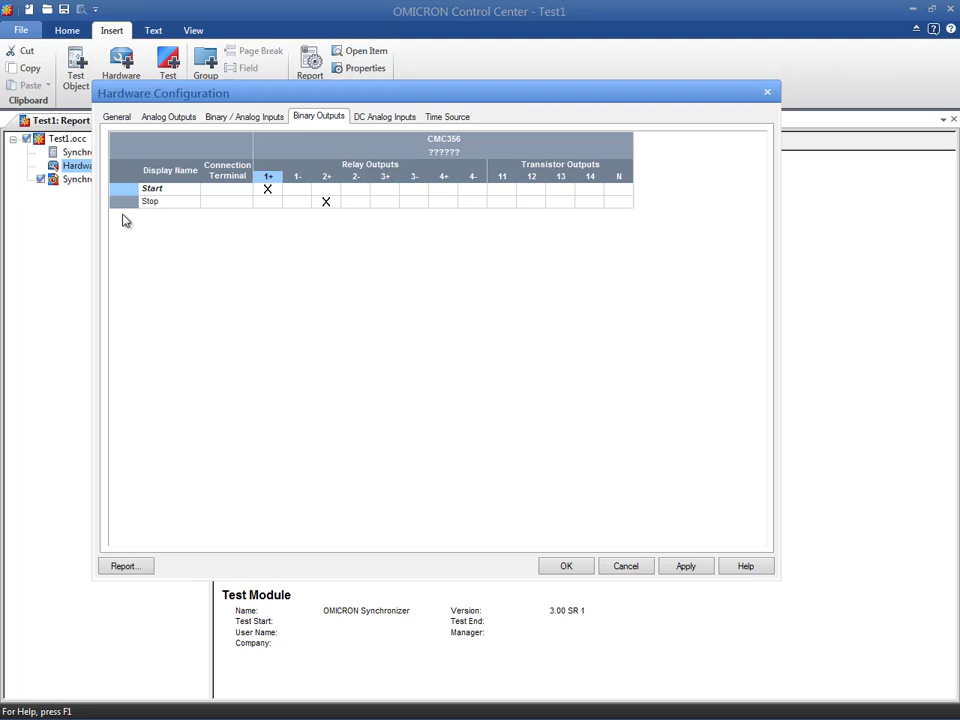 OMICRON Control Center - Test1
File Home Insert Text View
Cut
Copy
Paste
Clipboard
Test Object
Hardware
Test
Group
Page Break
Field
Report
Open Item
Properties
Test1: Report
Test1.occ
Synchro
Hardwa
Synchr
Hardware Configuration
General Analog Outputs Binary / Analog Inputs Binary Outputs DC Analog Inputs Time Source
CMC356
??????
Display Name Connection Terminal Relay Outputs Transistor Outputs
1+ 1- 2+ 2- 3+ 3- 4+ 4- 11 12 13 14 N
Start X
Stop X
Report... OK Cancel Apply Help
Test Module
Name: OMICRON Synchronizer Version: 3.00 SR 1
Test Start: Test End:
User Name: Manager:
Company:
For Help, press F1